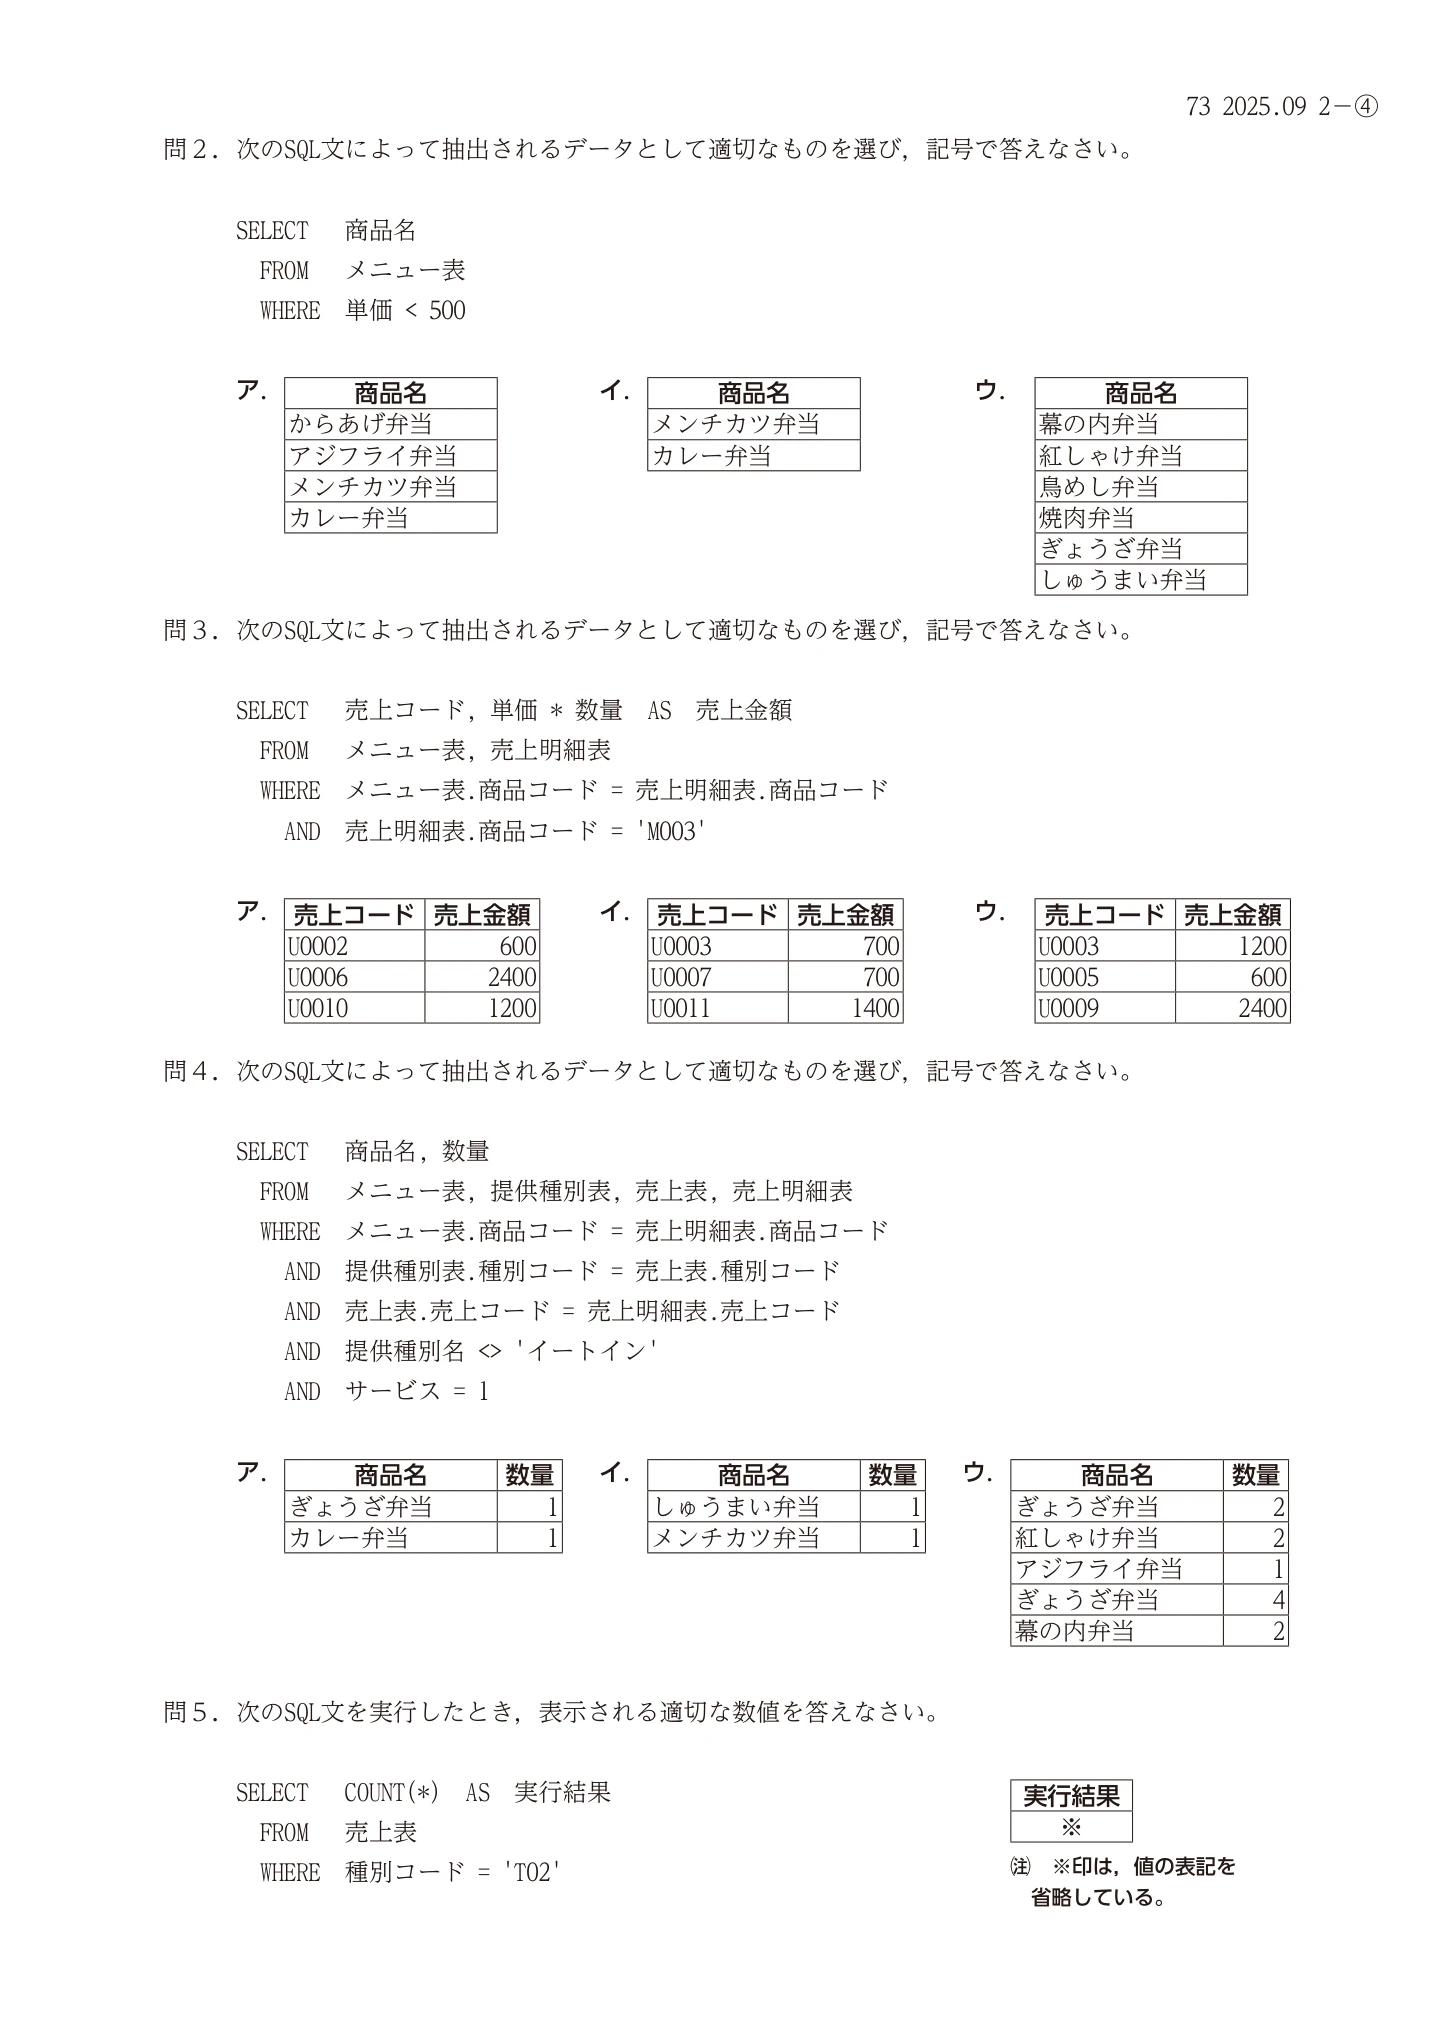 73 2025.09 2－④
問２．次のSQL文によって抽出されるデータとして適切なものを選び，記号で答えなさい。
SELECT 商品名
FROM メニュー表
WHERE 単価 < 500
ア．
商品名
からあげ弁当
アジフライ弁当
メンチカツ弁当
カレー弁当
イ．
商品名
メンチカツ弁当
カレー弁当
ウ．
商品名
幕の内弁当
紅しゃけ弁当
鳥めし弁当
焼肉弁当
ぎょうざ弁当
しゅうまい弁当
問３．次のSQL文によって抽出されるデータとして適切なものを選び，記号で答えなさい。
SELECT 売上コード，単価 * 数量 AS 売上金額
FROM メニュー表，売上明細表
WHERE メニュー表.商品コード = 売上明細表.商品コード
AND 売上明細表.商品コード = 'M003'
ア．
売上コード 売上金額
U0002 600
U0006 2400
U0010 1200
イ．
売上コード 売上金額
U0003 700
U0007 700
U0011 1400
ウ．
売上コード 売上金額
U0003 1200
U0005 600
U0009 2400
問４．次のSQL文によって抽出されるデータとして適切なものを選び，記号で答えなさい。
SELECT 商品名，数量
FROM メニュー表，提供種別表，売上表，売上明細表
WHERE メニュー表.商品コード = 売上明細表.商品コード
AND 提供種別表.種別コード = 売上表.種別コード
AND 売上表.売上コード = 売上明細表.売上コード
AND 提供種別名 <> 'イートイン'
AND サービス = 1
ア．
商品名 数量
ぎょうざ弁当 1
カレー弁当 1
イ．
商品名 数量
しゅうまい弁当 1
メンチカツ弁当 1
ウ．
商品名 数量
ぎょうざ弁当 2
紅しゃけ弁当 2
アジフライ弁当 1
ぎょうざ弁当 4
幕の内弁当 2
問５．次のSQL文を実行したとき，表示される適切な数値を答えなさい。
SELECT COUNT(*) AS 実行結果
FROM 売上表
WHERE 種別コード = 'T02'
実行結果
※
㊟ ※印は，値の表記を
省略している。